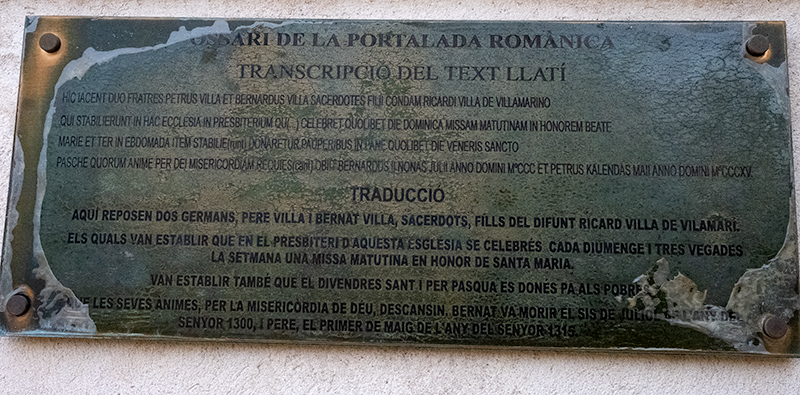 OSSARI DE LA PORTALADA ROMÀNICA
TRANSCRIPCIÓ DEL TEXT LLATÍ
HIC IACENT DUO FRATRES PETRUS VILLA ET BERNARDUS VILLA SACERDOTES FILII CONDAM RICARDI VILLA DE VILLAMARINO
QUI STABILIERUNT IN HAC ECCLESIA IN PRESBITERIUM QU(...) CELEBRET QUOLIBET DIE DOMINICA MISSAM MATUTINAM IN HONOREM BEATE
MARIE ET TER IN EBDOMADA ITEM STABILIE(runt) DONARETUR PAOPERIBUS IN PANE QUOLIBET DIE VENERIS SANCTO
PASCHE QUORUM ANIME PER DEI MISERICORDIAM REQUIES(cant) OBIIT BERNARDUS II NONAS JULII ANNO DOMINI MºCCC ET PETRUS KALENDAS MAII ANNO DOMINI MºCCCXV.
TRADUCCIÓ
AQUÍ REPOSEN DOS GERMANS, PERE VILLA I BERNAT VILLA, SACERDOTS, FILLS DEL DIFUNT RICARD VILLA DE VILAMARÍ.
ELS QUALS VAN ESTABLIR QUE EN EL PRESBITERI D'AQUESTA ESGLÉSIA SE CELEBRÉS CADA DIUMENGE I TRES VEGADES
LA SETMANA UNA MISSA MATUTINA EN HONOR DE SANTA MARIA.
VAN ESTABLIR TAMBÉ QUE EL DIVENDRES SANT I PER PASQUA ES DONÉS PA ALS POBRE
QUE LES SEVES ANIMES, PER LA MISERICÒRDIA DE DÉU, DESCANSIN. BERNAT VA MORIR EL SIS DE JULIOL DE L'ANY DEL
SENYOR 1300, I PERE, EL PRIMER DE MAIG DE L'ANY DEL SENYOR 1315.